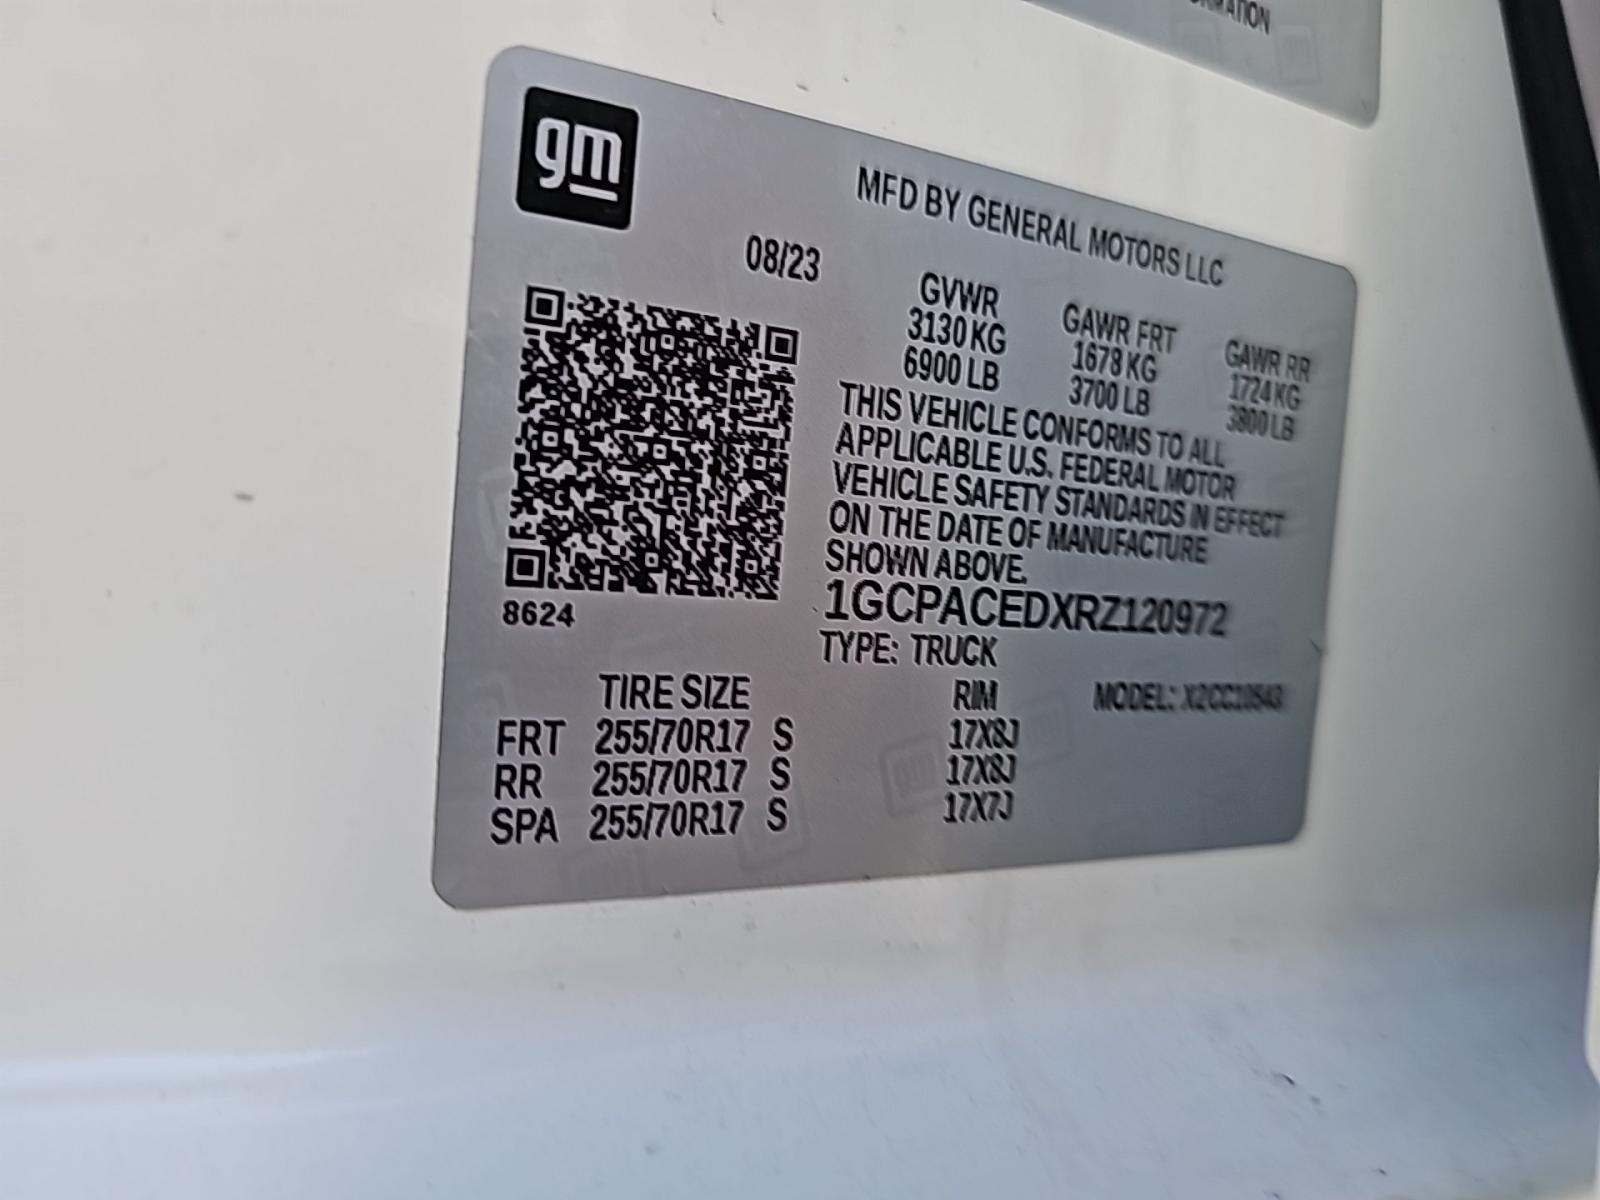 gm
MFD BY GENERAL MOTORS LLC
08/23
GVWR GAWR FRT GAWR RR
3130 KG 1678 KG 1724 KG
6900 LB 3700 LB 3800 LB
THIS VEHICLE CONFORMS TO ALL
APPLICABLE U.S. FEDERAL MOTOR
VEHICLE SAFETY STANDARDS IN EFFECT
ON THE DATE OF MANUFACTURE
SHOWN ABOVE.
1GCPACEDXRZ120972
TYPE: TRUCK
8624
TIRE SIZE RIM MODEL:
FRT 255/70R17 S 17X8J
RR 255/70R17 S 17X8J
SPA 255/70R17 S 17X7J